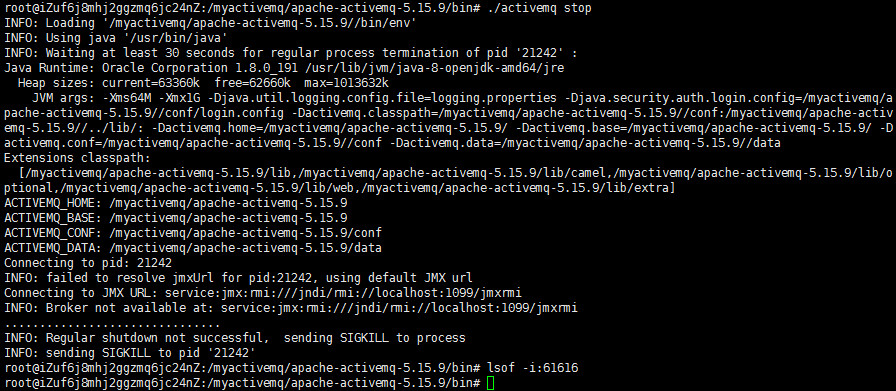 root@iZuf6j8mhj2ggzmq6jc24nZ:/myactivemq/apache-activemq-5.15.9/bin# ./activemq stop
INFO: Loading '/myactivemq/apache-activemq-5.15.9//bin/env'
INFO: Using java '/usr/bin/java'
INFO: Waiting at least 30 seconds for regular process termination of pid '21242' :
Java Runtime: Oracle Corporation 1.8.0_191 /usr/lib/jvm/java-8-openjdk-amd64/jre
  Heap sizes: current=63360k  free=62660k  max=1013632k
    JVM args: -Xms64M -Xmx1G -Djava.util.logging.config.file=logging.properties -Djava.security.auth.login.config=/myactivemq/a
pache-activemq-5.15.9//conf/login.config -Dactivemq.classpath=/myactivemq/apache-activemq-5.15.9//conf:/myactivemq/apache-activ
emq-5.15.9//../lib/: -Dactivemq.home=/myactivemq/apache-activemq-5.15.9/ -Dactivemq.base=/myactivemq/apache-activemq-5.15.9/ -D
activemq.conf=/myactivemq/apache-activemq-5.15.9//conf -Dactivemq.data=/myactivemq/apache-activemq-5.15.9//data
Extensions classpath:
  [/myactivemq/apache-activemq-5.15.9/lib,/myactivemq/apache-activemq-5.15.9/lib/camel,/myactivemq/apache-activemq-5.15.9/lib/o
ptional,/myactivemq/apache-activemq-5.15.9/lib/web,/myactivemq/apache-activemq-5.15.9/lib/extra]
ACTIVEMQ_HOME: /myactivemq/apache-activemq-5.15.9
ACTIVEMQ_BASE: /myactivemq/apache-activemq-5.15.9
ACTIVEMQ_CONF: /myactivemq/apache-activemq-5.15.9/conf
ACTIVEMQ_DATA: /myactivemq/apache-activemq-5.15.9/data
Connecting to pid: 21242
INFO: failed to resolve jmxUrl for pid:21242, using default JMX url
Connecting to JMX URL: service:jmx:rmi:///jndi/rmi://localhost:1099/jmxrmi
INFO: Broker not available at: service:jmx:rmi:///jndi/rmi://localhost:1099/jmxrmi
...............................
INFO: Regular shutdown not successful,  sending SIGKILL to process
INFO: sending SIGKILL to pid '21242'
root@iZuf6j8mhj2ggzmq6jc24nZ:/myactivemq/apache-activemq-5.15.9/bin# lsof -i:61616
root@iZuf6j8mhj2ggzmq6jc24nZ:/myactivemq/apache-activemq-5.15.9/bin#